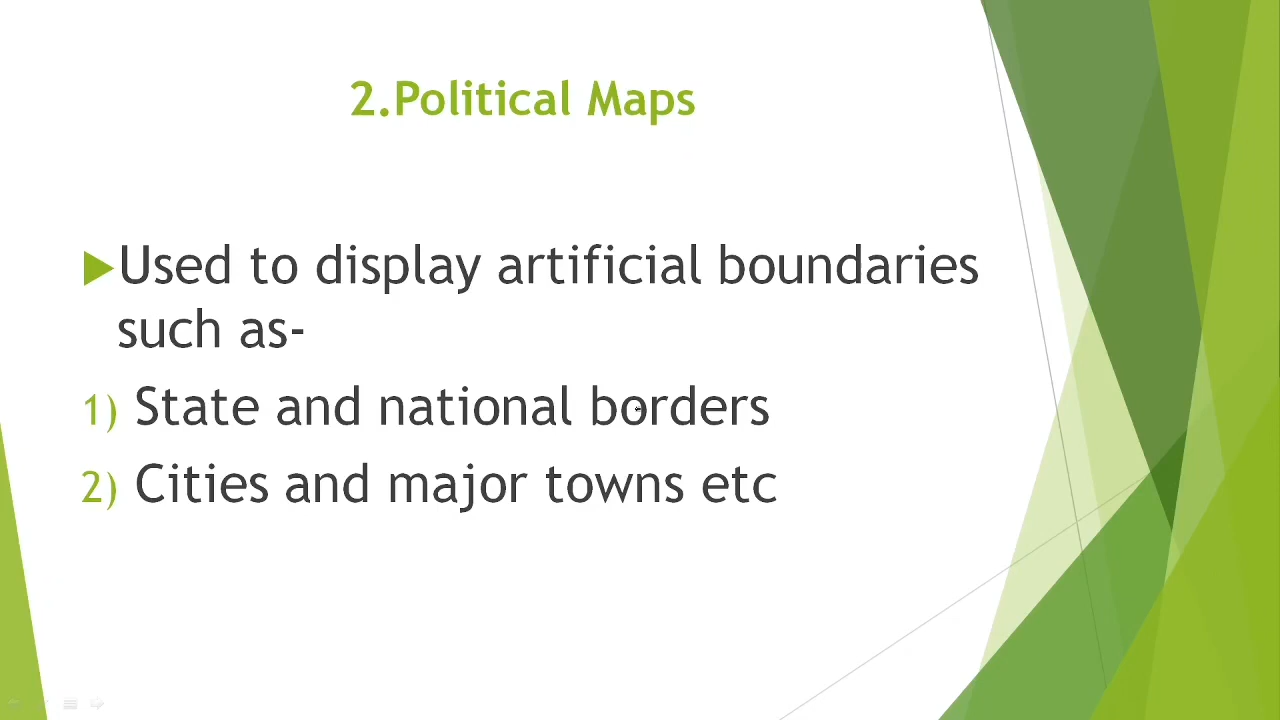 2.Political Maps
Used to display artificial boundaries
such as-
1) State and national borders
2) Cities and major towns etc